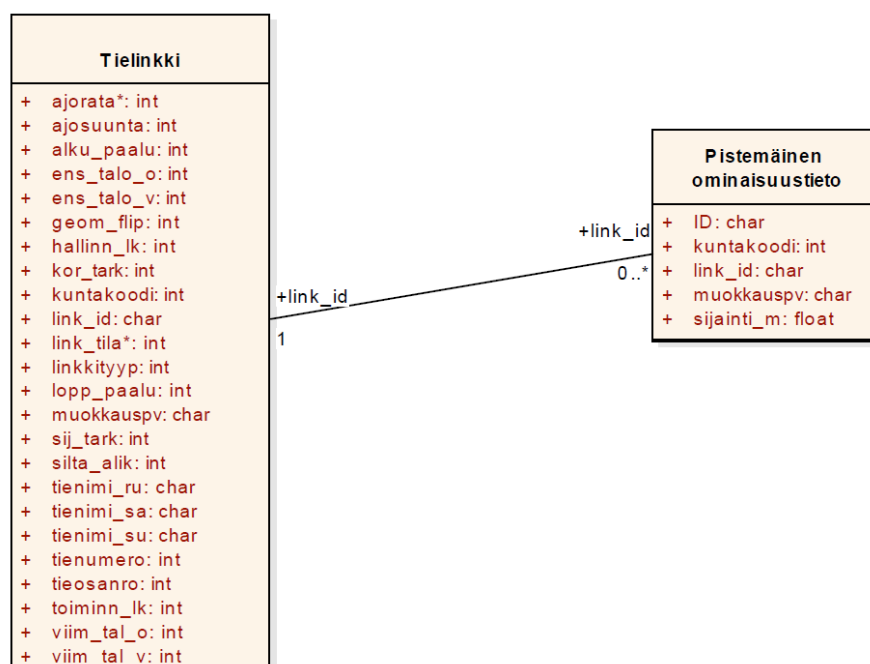 Tielinkki
+ ajorata*: int
+ ajosuunta: int
+ alku_paalu: int
+ ens_talo_o: int
+ ens_talo_v: int
+ geom_flip: int
+ hallinn_lk: int
+ kor_tark: int
+ kuntakoodi: int
+ link_id: char
+ link_tila*: int
+ linkkityyp: int
+ lopp_paalu: int
+ muokkauspv: char
+ sij_tark: int
+ silta_alik: int
+ tienimi_ru: char
+ tienimi_sa: char
+ tienimi_su: char
+ tienumero: int
+ tieosanro: int
+ toiminn_lk: int
+ viim_tal_o: int
+ viim_tal_v: int
+link_id
1
+link_id
0..*
Pistemäinen
ominaisuustieto
+ ID: char
+ kuntakoodi: int
+ link_id: char
+ muokkauspv: char
+ sijainti_m: float